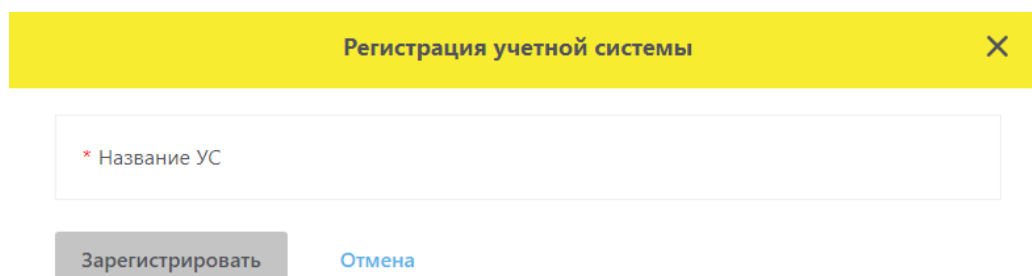 Регистрация учетной системы
* Название УС
Зарегистрировать Отмена